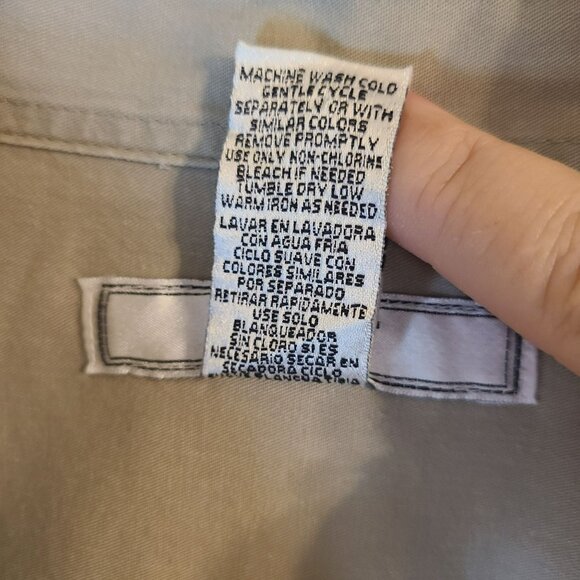 MACHINE WASH COLD
GENTLE CYCLE
SEPARATELY OR WITH
SIMILAR COLORS
REMOVE PROMPTLY
USE ONLY NON-CHLORINE
BLEACH IF NEEDED
TUMBLE DRY LOW
WARM IRON AS NEEDED
LAVAR EN LAVADORA
CON AGUA FRIA
CICLO SUAVE CON
COLORES SIMILARES
POR SEPARADO
RETIRAR RAPIDAMENTE
USE SOLO
BLANQUEADOR
SIN CLORO SI ES
NECESARIO SECAR EN
SECADORA CICLO